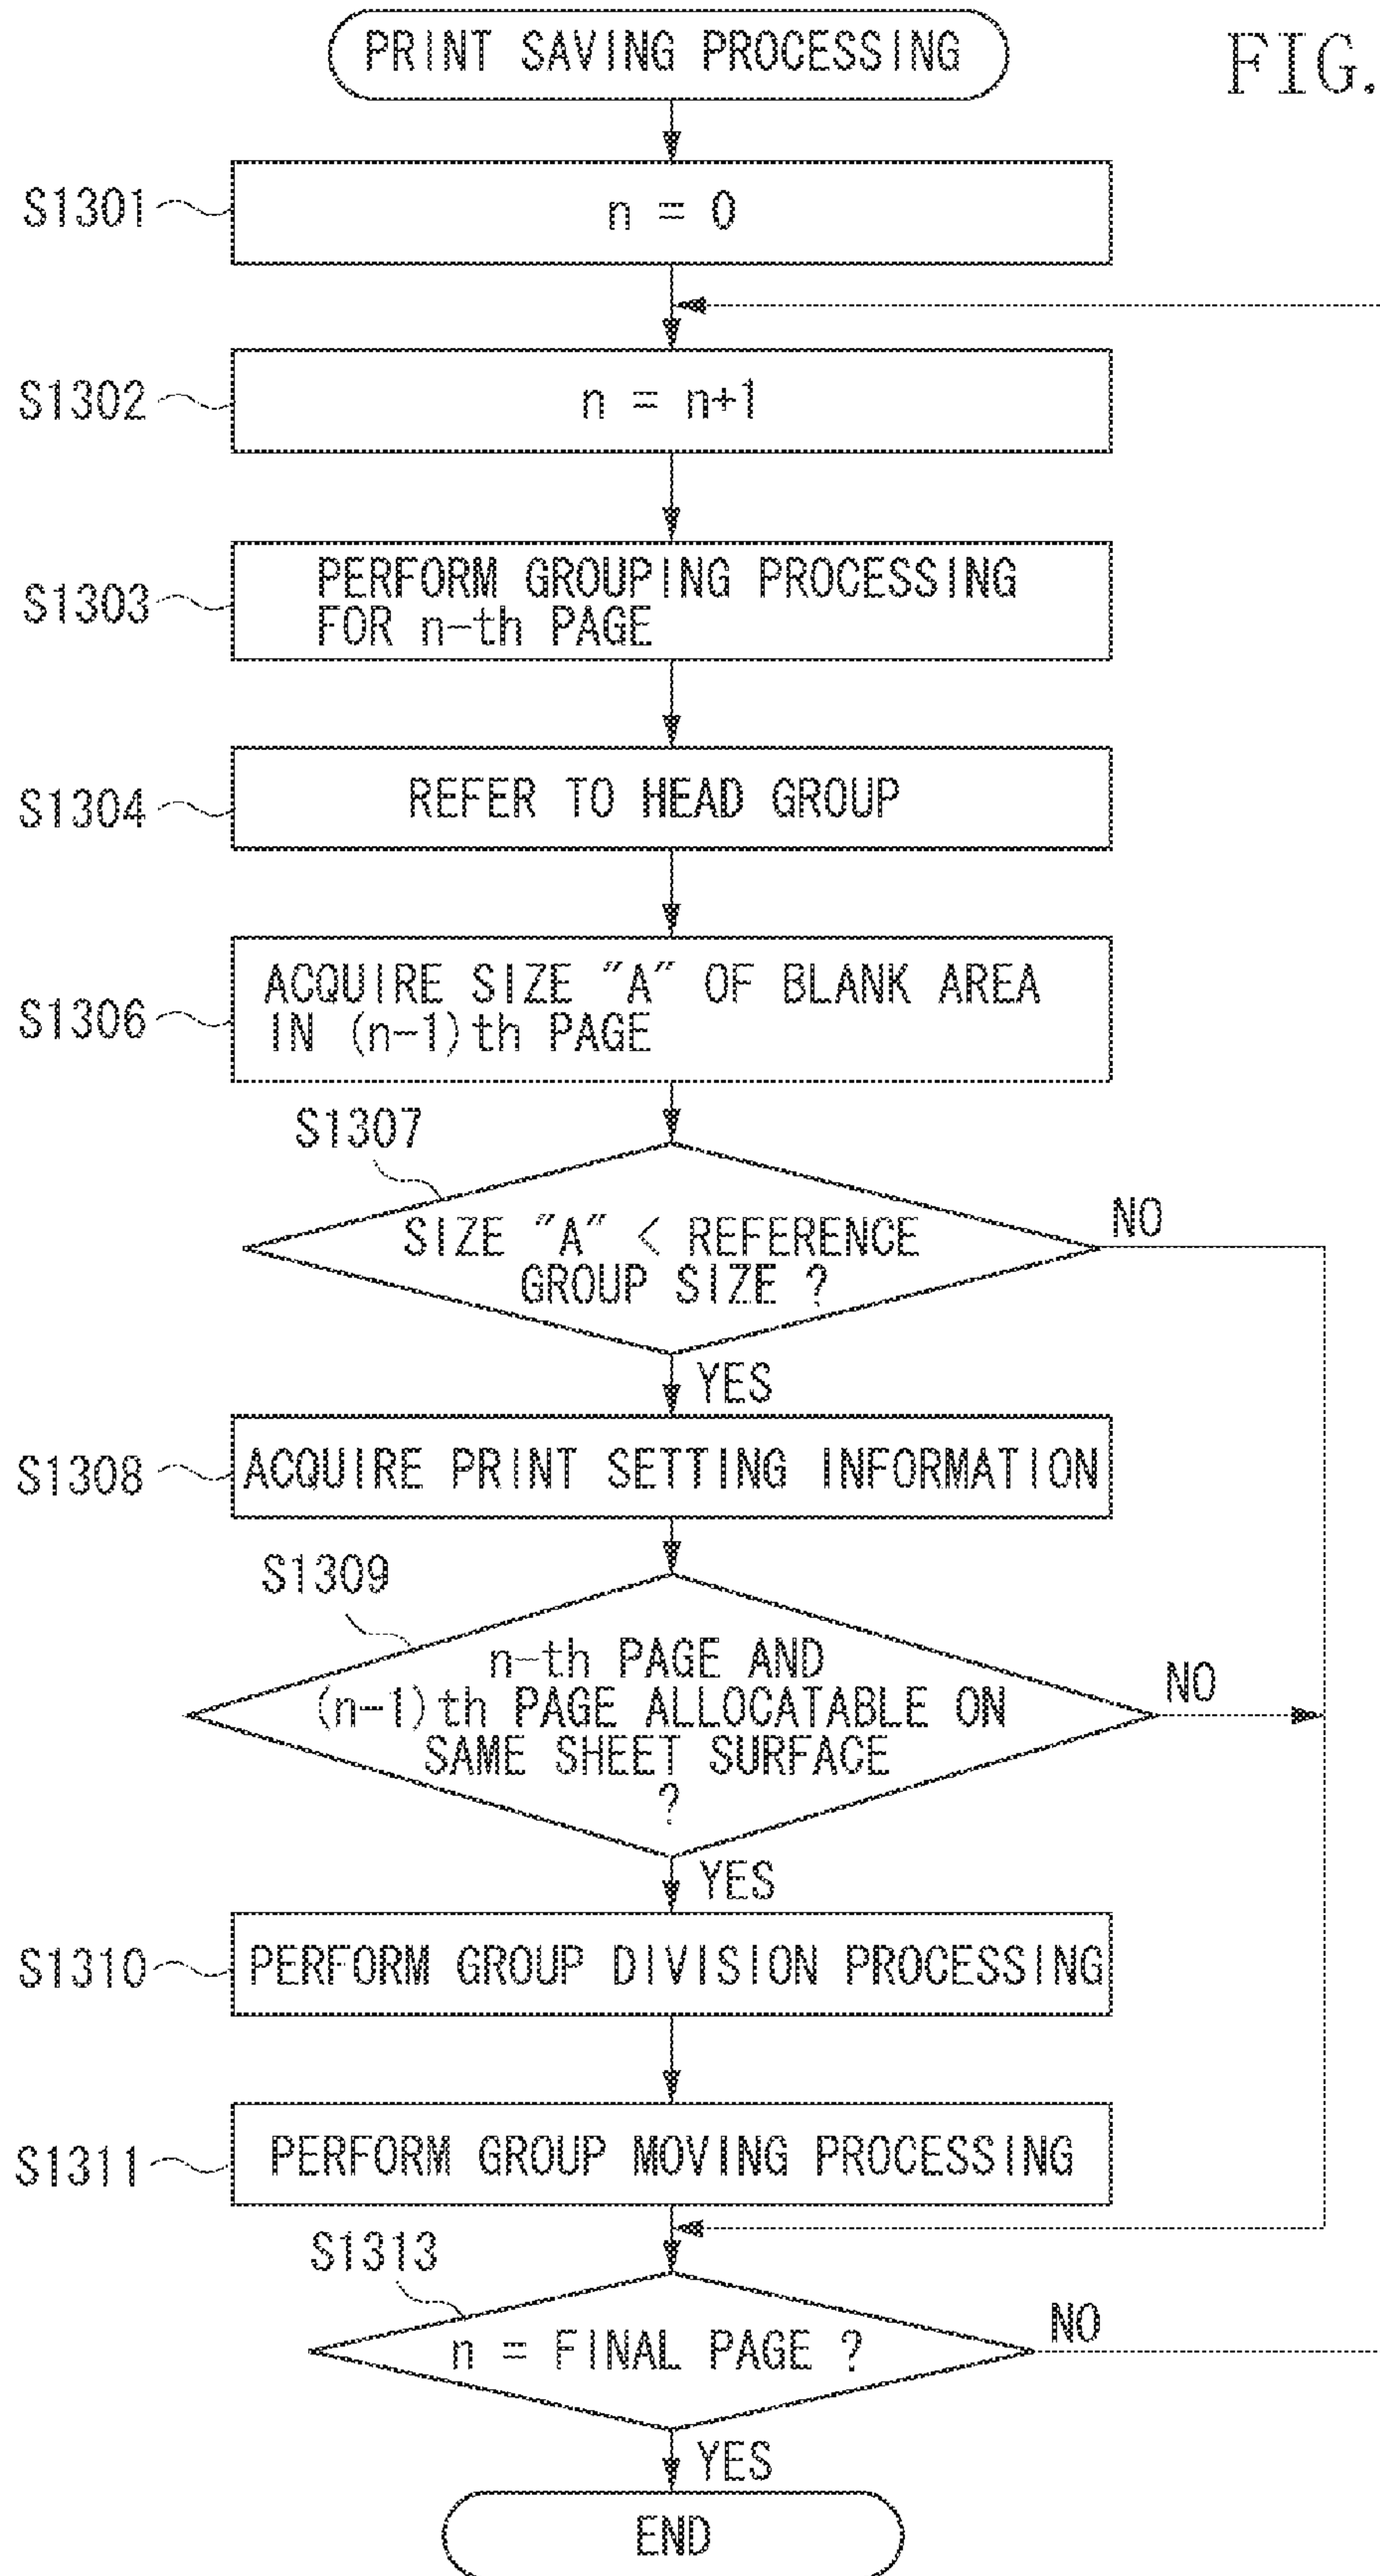 PRINT SAVING PROCESSING
FIG.
S1301
n = 0
S1302
n = n+1
S1303
PERFORM GROUPING PROCESSING
FOR n-th PAGE
S1304
REFER TO HEAD GROUP
S1306
ACQUIRE SIZE "A" OF BLANK AREA
IN (n-1)th PAGE
S1307
SIZE "A" < REFERENCE
GROUP SIZE ?
NO
YES
S1308
ACQUIRE PRINT SETTING INFORMATION
S1309
n-th PAGE AND
(n-1)th PAGE ALLOCATABLE ON
SAME SHEET SURFACE
?
NO
YES
S1310
PERFORM GROUP DIVISION PROCESSING
S1311
PERFORM GROUP MOVING PROCESSING
S1313
n = FINAL PAGE ?
NO
YES
END